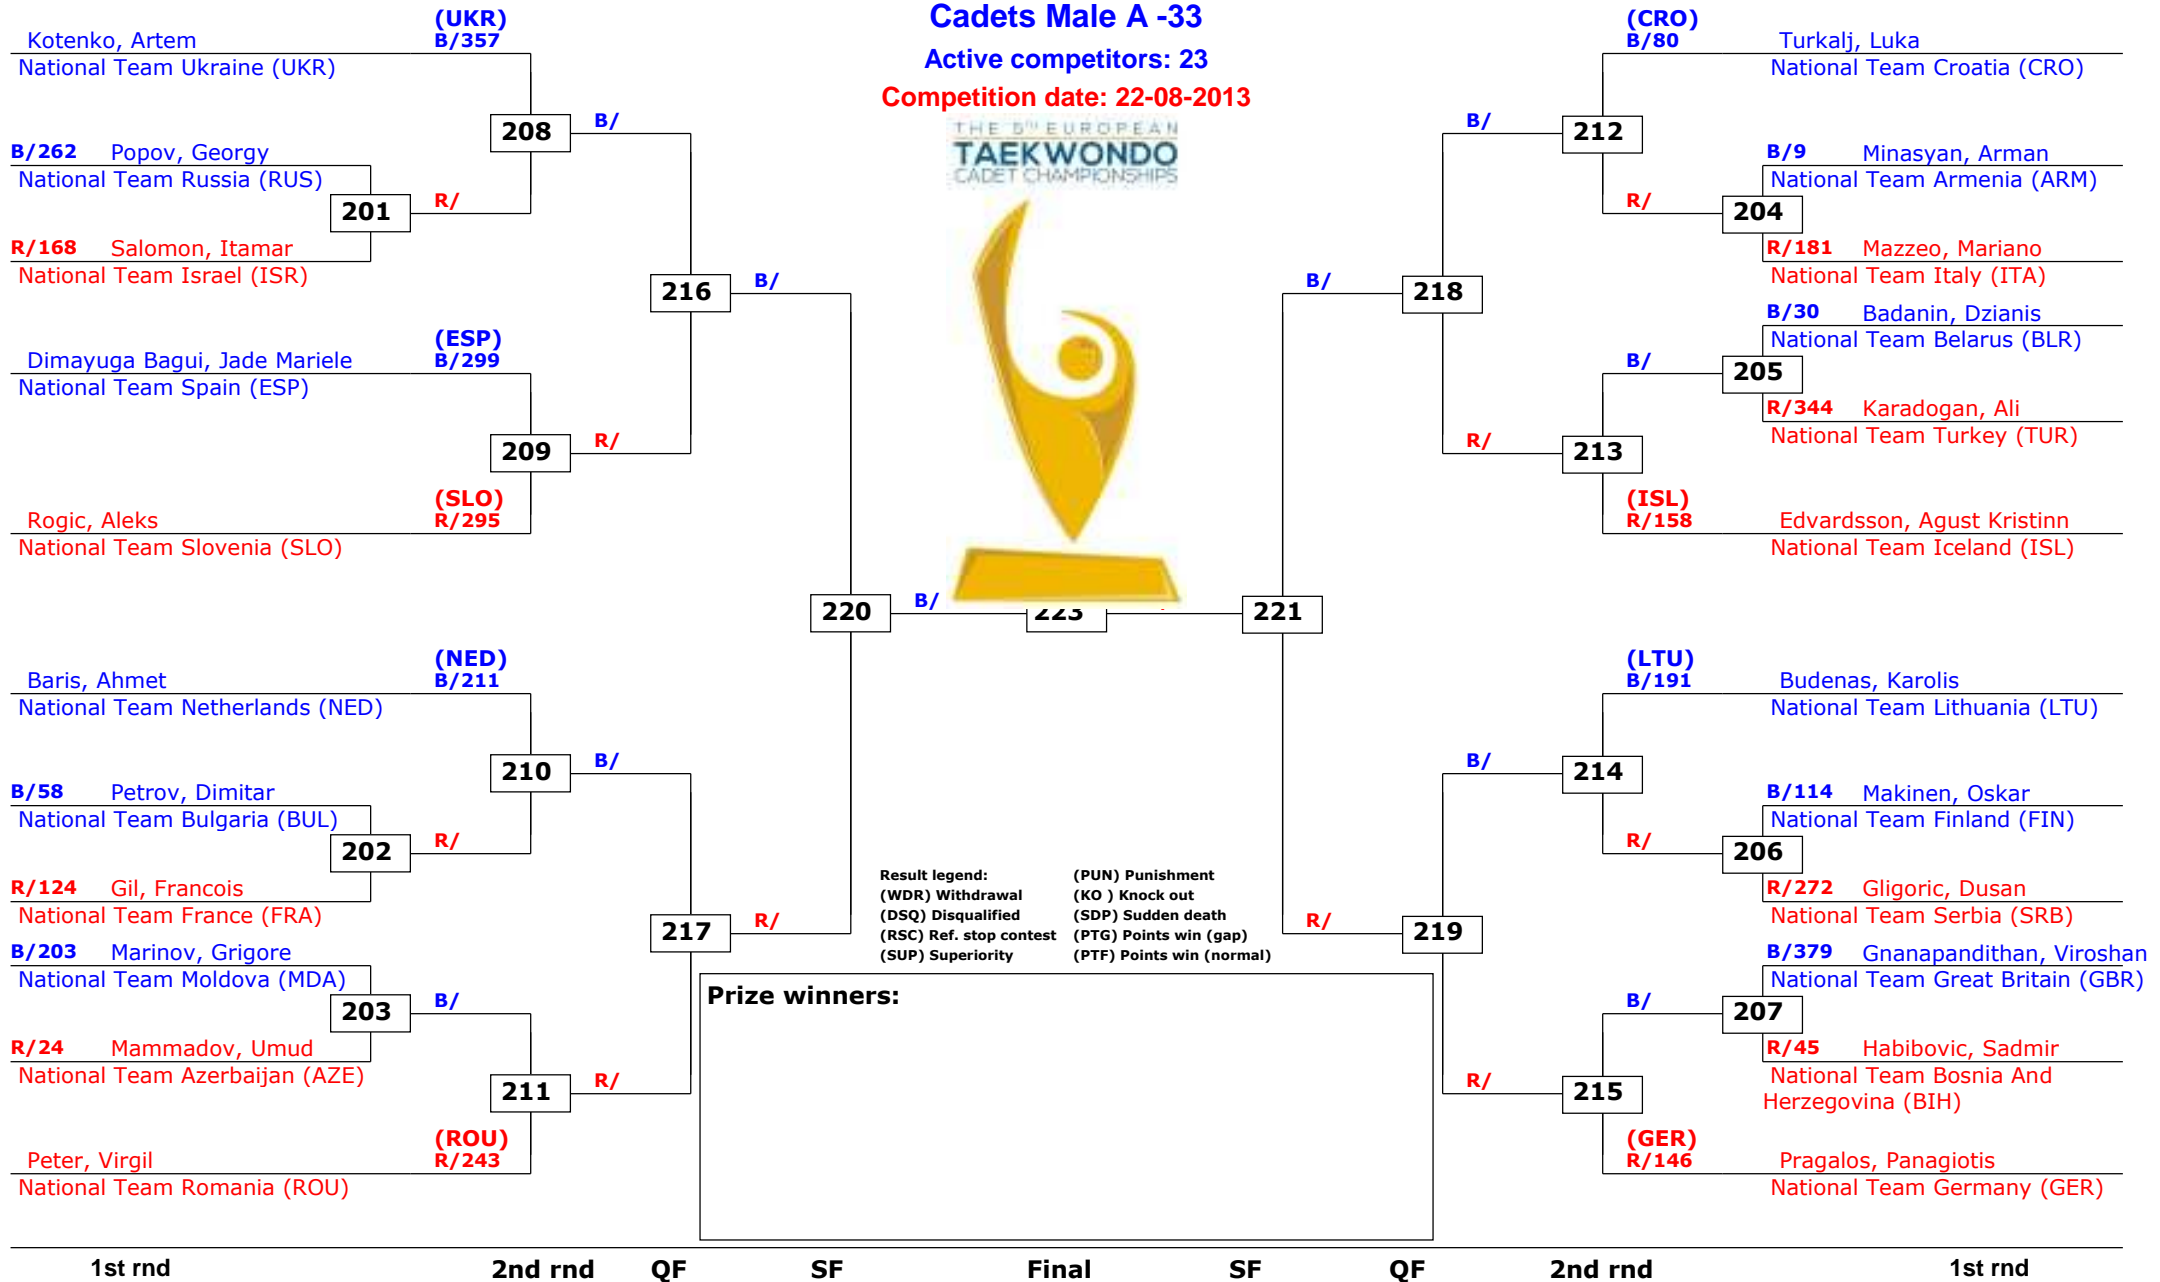 Cadets Male A -33
Active competitors: 23
Competition date: 22-08-2013
THE 5TH EUROPEAN
TAEKWONDO
CADET CHAMPIONSHIPS
(UKR)
Kotenko, Artem B/357
National Team Ukraine (UKR)
208 B/
B/262 Popov, Georgy
National Team Russia (RUS)
201 R/
R/168 Salomon, Itamar
National Team Israel (ISR)
216 B/
(ESP)
Dimayuga Bagui, Jade Mariele B/299
National Team Spain (ESP)
209 R/
(SLO)
Rogic, Aleks R/295
National Team Slovenia (SLO)
220 B/
223
(NED)
Baris, Ahmet B/211
National Team Netherlands (NED)
210 B/
B/58 Petrov, Dimitar
National Team Bulgaria (BUL)
202 R/
R/124 Gil, Francois
National Team France (FRA)
217 R/
B/203 Marinov, Grigore
National Team Moldova (MDA)
203 B/
R/24 Mammadov, Umud
National Team Azerbaijan (AZE)
211 R/
(ROU)
Peter, Virgil R/243
National Team Romania (ROU)
(CRO)
B/80 Turkalj, Luka
National Team Croatia (CRO)
B/ 212
B/9 Minasyan, Arman
National Team Armenia (ARM)
R/ 204
R/181 Mazzeo, Mariano
National Team Italy (ITA)
B/ 218
B/30 Badanin, Dzianis
National Team Belarus (BLR)
B/ 205
R/344 Karadogan, Ali
National Team Turkey (TUR)
R/ 213
(ISL)
R/158 Edvardsson, Agust Kristinn
National Team Iceland (ISL)
221
(LTU)
B/191 Budenas, Karolis
National Team Lithuania (LTU)
B/ 214
B/114 Makinen, Oskar
National Team Finland (FIN)
R/ 206
R/272 Gligoric, Dusan
National Team Serbia (SRB)
R/ 219
B/379 Gnanapandithan, Viroshan
National Team Great Britain (GBR)
B/ 207
R/45 Habibovic, Sadmir
National Team Bosnia And
Herzegovina (BIH)
R/ 215
(GER)
R/146 Pragalos, Panagiotis
National Team Germany (GER)
Result legend: (PUN) Punishment
(WDR) Withdrawal (KO ) Knock out
(DSQ) Disqualified (SDP) Sudden death
(RSC) Ref. stop contest (PTG) Points win (gap)
(SUP) Superiority (PTF) Points win (normal)
Prize winners:
1st rnd 2nd rnd QF SF Final SF QF 2nd rnd 1st rnd